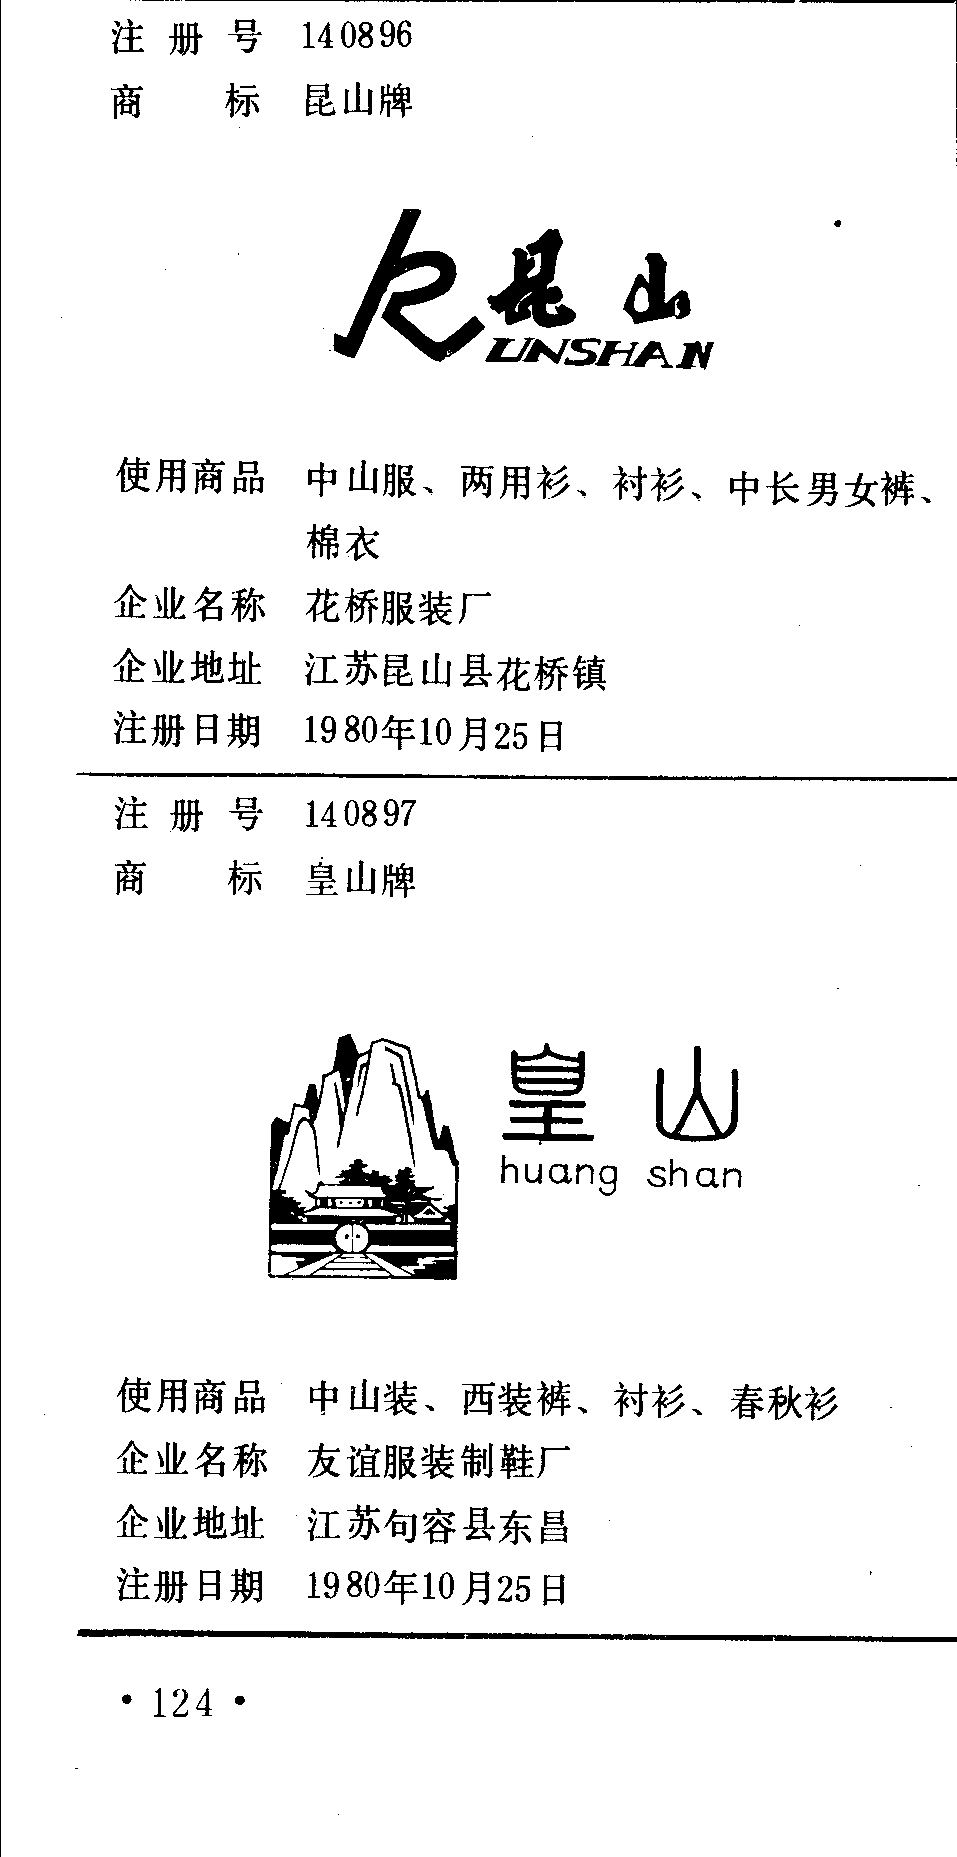 注册号 140896
商标 昆山牌
昆山
KUNSHAN
使用商品 中山服、两用衫、衬衫、中长男女裤、
棉衣
企业名称 花桥服装厂
企业地址 江苏昆山县花桥镇
注册日期 1980年10月25日
注册号 140897
商标 皇山牌
皇山
huang shan
使用商品 中山装、西装裤、衬衫、春秋衫
企业名称 友谊服装制鞋厂
企业地址 江苏句容县东昌
注册日期 1980年10月25日
·124·